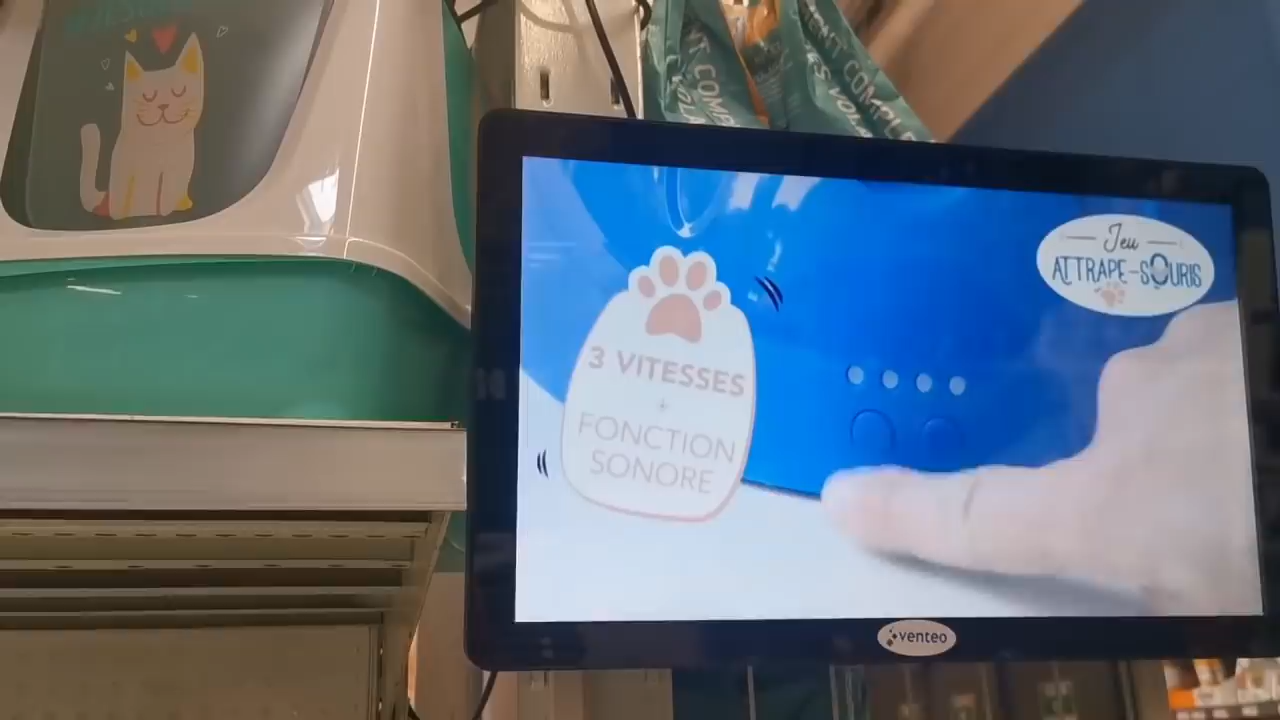 Jeu
ATTRAPE-SOURIS
3 VITESSES
+
FONCTION
SONORE
venteo